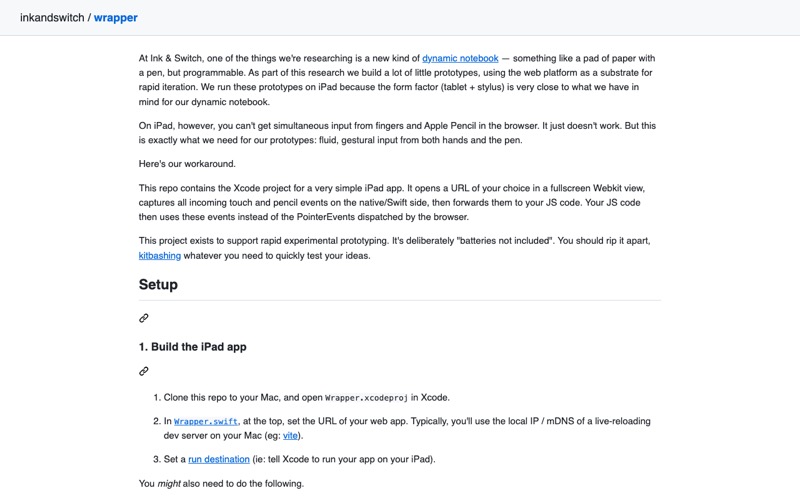 inkandswitch / wrapper
At Ink & Switch, one of the things we're researching is a new kind of dynamic notebook — something like a pad of paper with
a pen, but programmable. As part of this research we build a lot of little prototypes, using the web platform as a substrate for
rapid iteration. We run these prototypes on iPad because the form factor (tablet + stylus) is very close to what we have in
mind for our dynamic notebook.
On iPad, however, you can't get simultaneous input from fingers and Apple Pencil in the browser. It just doesn't work. But this
is exactly what we need for our prototypes: fluid, gestural input from both hands and the pen.
Here's our workaround.
This repo contains the Xcode project for a very simple iPad app. It opens a URL of your choice in a fullscreen Webkit view,
captures all incoming touch and pencil events on the native/Swift side, then forwards them to your JS code. Your JS code
then uses these events instead of the PointerEvents dispatched by the browser.
This project exists to support rapid experimental prototyping. It's deliberately "batteries not included". You should rip it apart,
kitbashing whatever you need to quickly test your ideas.
Setup
1. Build the iPad app
1. Clone this repo to your Mac, and open Wrapper.xcodeproj in Xcode.
2. In Wrapper.swift, at the top, set the URL of your web app. Typically, you'll use the local IP / mDNS of a live-reloading
dev server on your Mac (eg: vite).
3. Set a run destination (ie: tell Xcode to run your app on your iPad).
You might also need to do the following.